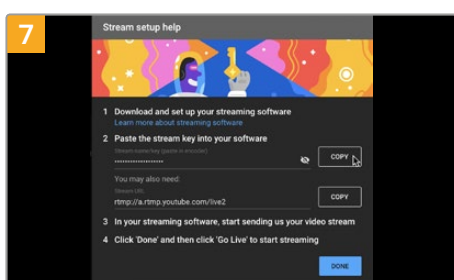 7
Stream setup help
1 Download and set up your streaming software
Learn more about streaming software
2 Paste the stream key into your software
Stream name/key (paste in encoder)
••••••••••••••••••• COPY
You may also need:
Stream URL
rtmp://a.rtmp.youtube.com/live2 COPY
3 In your streaming software, start sending us your video stream
4 Click 'Done' and then click 'Go Live' to start streaming
DONE